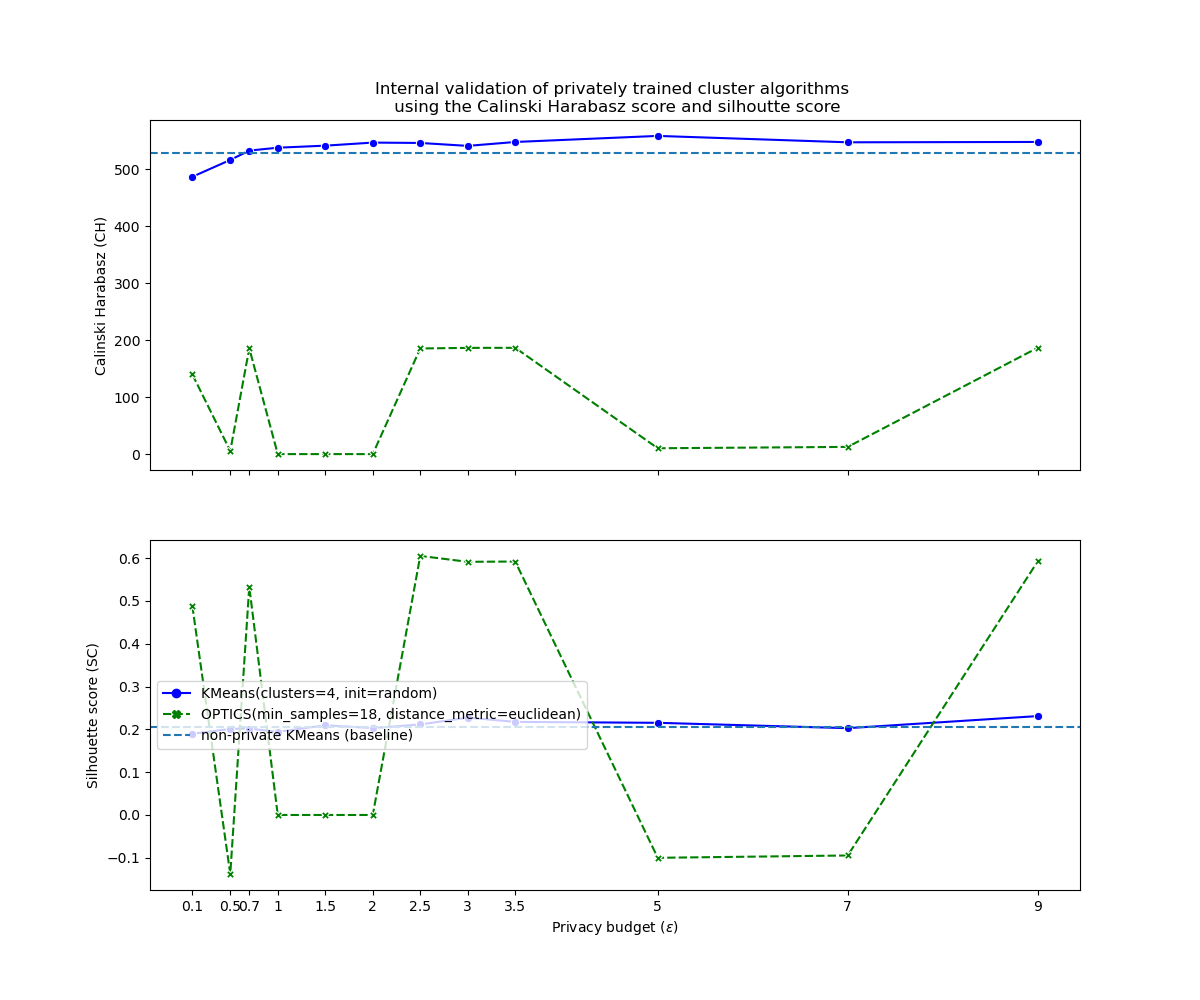 Internal validation of privately trained cluster algorithms
using the Calinski Harabasz score and silhoutte score
Calinski Harabasz (CH)
500
400
300
200
100
0
Silhouette score (SC)
0.6
0.5
0.4
0.3
0.2
0.1
0.0
−0.1
KMeans(clusters=4, init=random)
OPTICS(min_samples=18, distance_metric=euclidean)
non-private KMeans (baseline)
0.1 0.5 0.7 1 1.5 2 2.5 3 3.5 5 7 9
Privacy budget (ε)